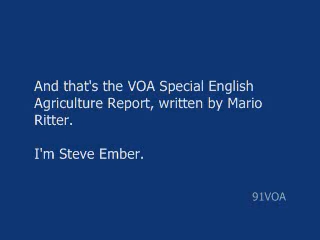 And that's the VOA Special English
Agriculture Report, written by Mario
Ritter.
I'm Steve Ember.
91VOA